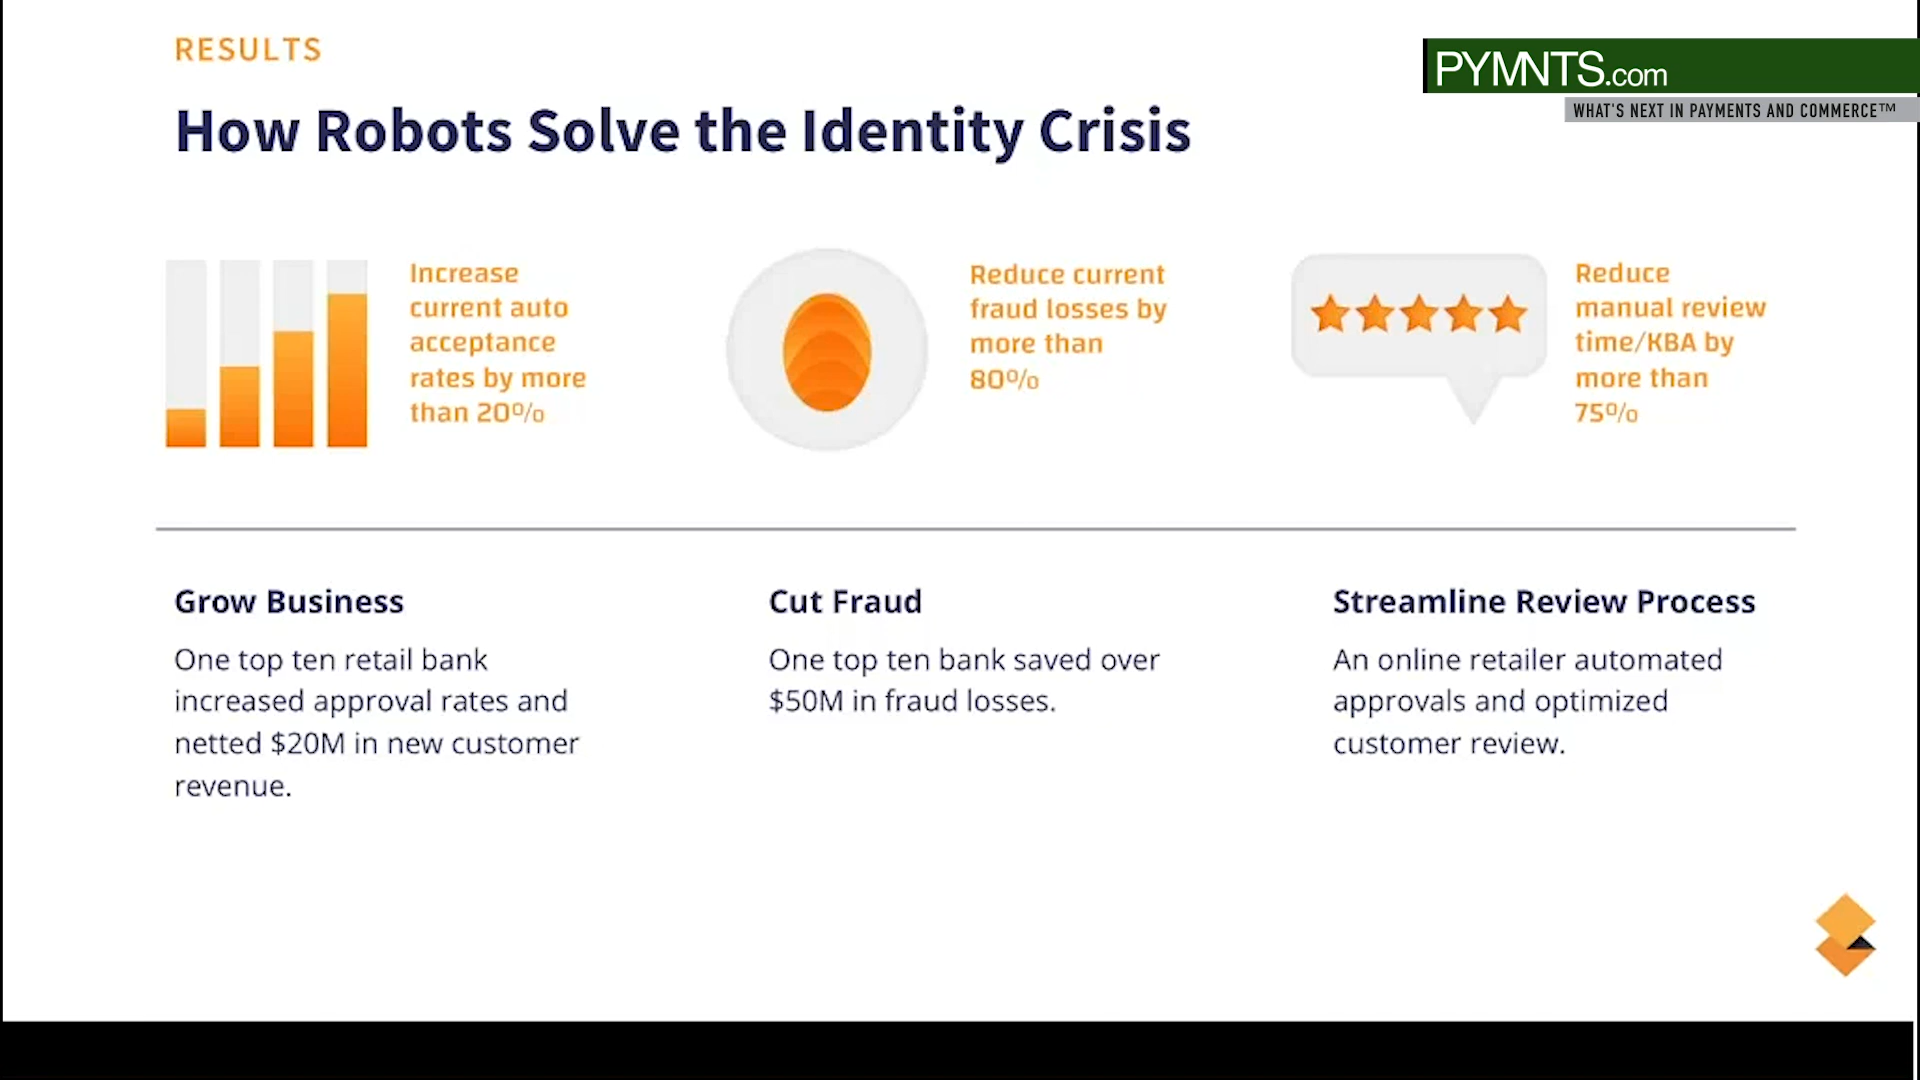 RESULTS
PYMNTS.com
WHAT'S NEXT IN PAYMENTS AND COMMERCE™
How Robots Solve the Identity Crisis
Increase
current auto
acceptance
rates by more
than 20%
Reduce current
fraud losses by
more than
80%
Reduce
manual review
time/KBA by
more than
75%
Grow Business
One top ten retail bank
increased approval rates and
netted $20M in new customer
revenue.
Cut Fraud
One top ten bank saved over
$50M in fraud losses.
Streamline Review Process
An online retailer automated
approvals and optimized
customer review.